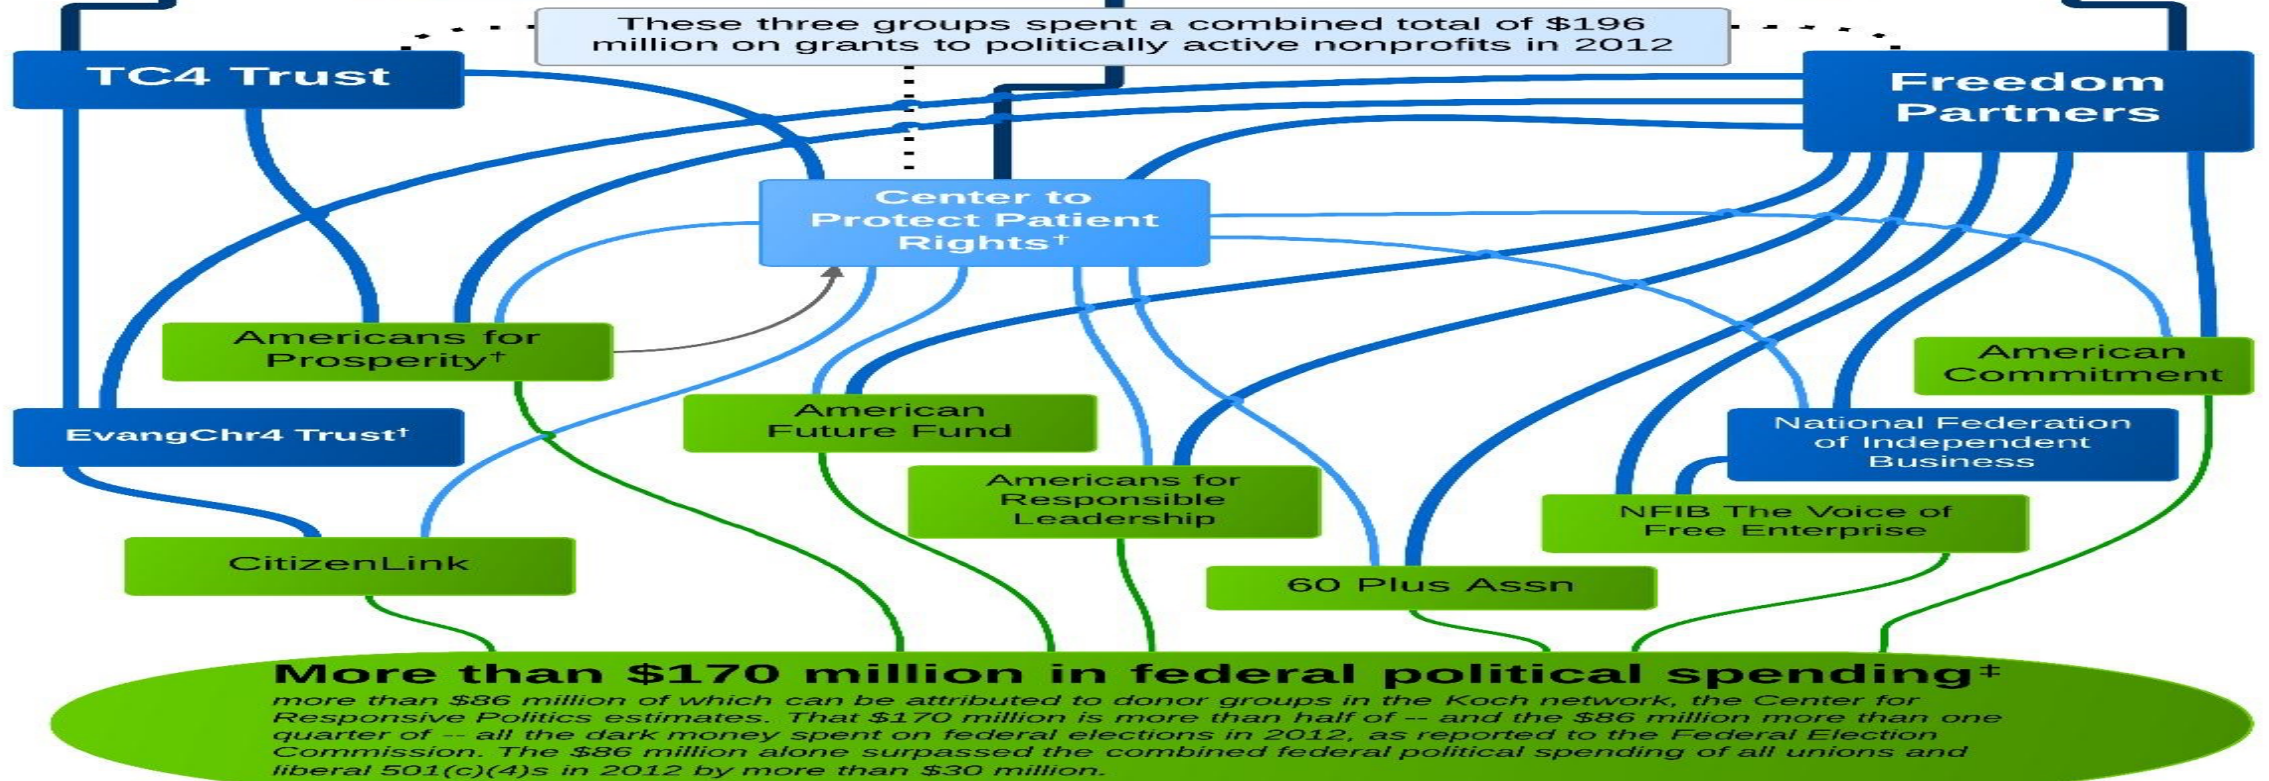 These three groups spent a combined total of $196
million on grants to politically active nonprofits in 2012
TC4 Trust
Freedom
Partners
Center to
Protect Patient
Rights†
Americans for
Prosperity†
American
Commitment
EvangChr4 Trust†
American
Future Fund
National Federation
of Independent
Business
Americans for
Responsible
Leadership
NFIB The Voice of
Free Enterprise
CitizenLink
60 Plus Assn
More than $170 million in federal political spending‡
more than $86 million of which can be attributed to donor groups in the Koch network, the Center for
Responsive Politics estimates. That $170 million is more than half of -- and the $86 million more than one
quarter of -- all the dark money spent on federal elections in 2012, as reported to the Federal Election
Commission. The $86 million alone surpassed the combined federal political spending of all unions and
liberal 501(c)(4)s in 2012 by more than $30 million.